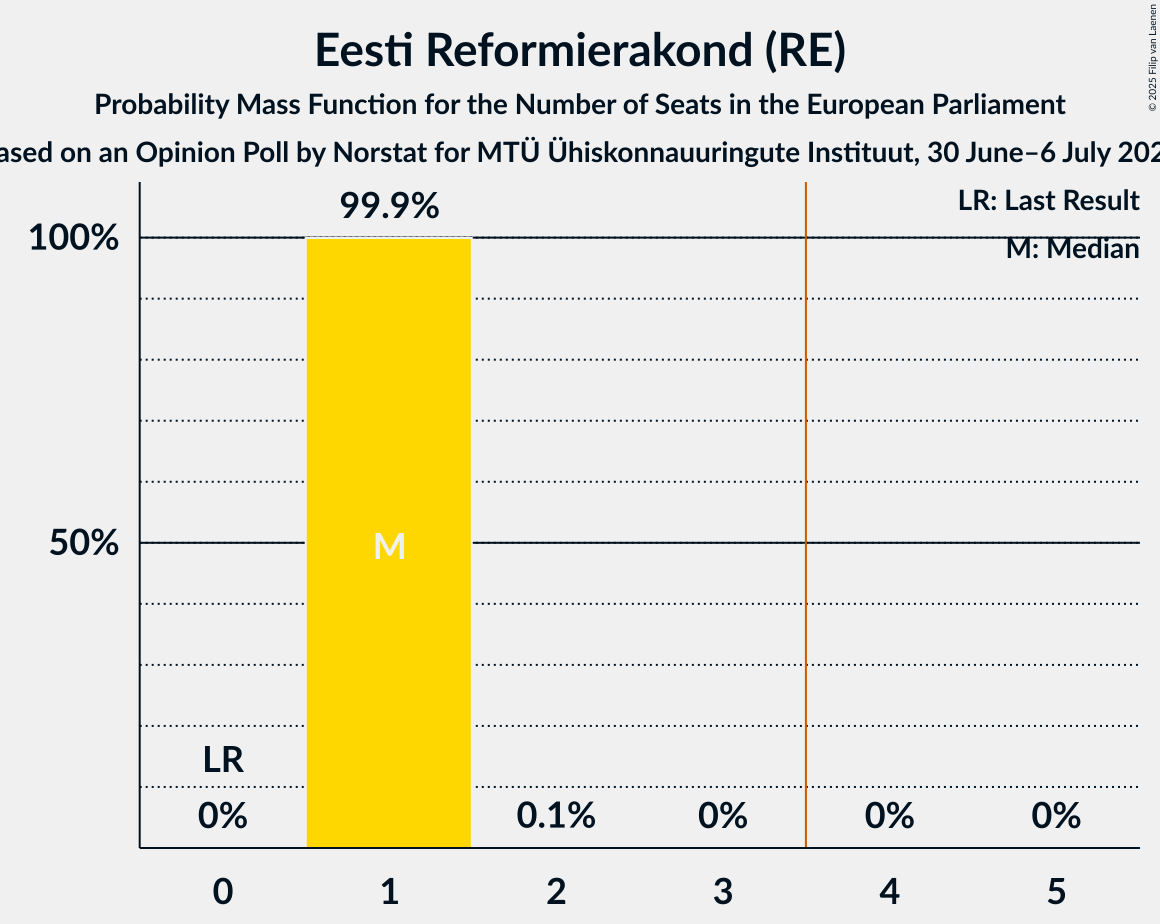 Eesti Reformierakond (RE)
Probability Mass Function for the Number of Seats in the European Parliament
on an Opinion Poll by Norstat for MTÜ Ühiskonnauuringute Instituut, 30 June–6 July
© 2025 Filip van Laenen
LR: Last Result
M: Median
99.9%
100%
50%
M
LR
0%
0.1%
0%
0%
0%
0
1
2
3
4
5